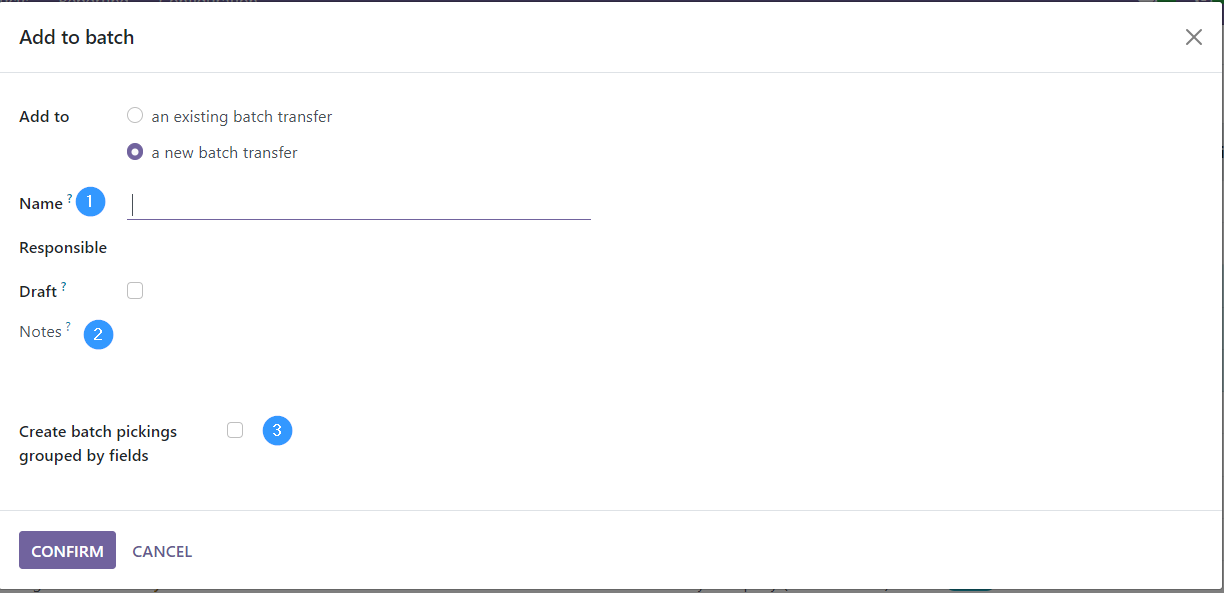 Add to batch
Add to
an existing batch transfer
a new batch transfer
Name ? 1
Responsible
Draft ?
Notes ? 2
Create batch pickings 3
grouped by fields
CONFIRM CANCEL